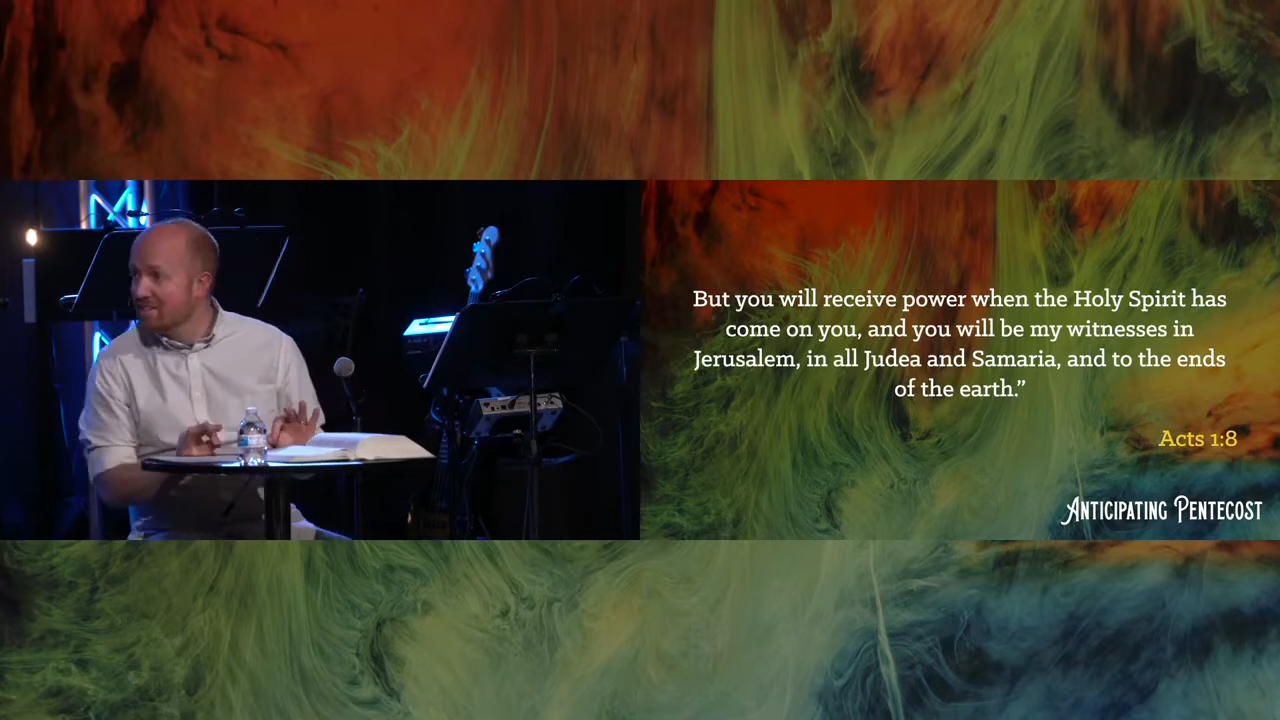 But you will receive power when the Holy Spirit has
come on you, and you will be my witnesses in
Jerusalem, in all Judea and Samaria, and to the ends
of the earth.”
Acts 1:8
Anticipating Pentecost